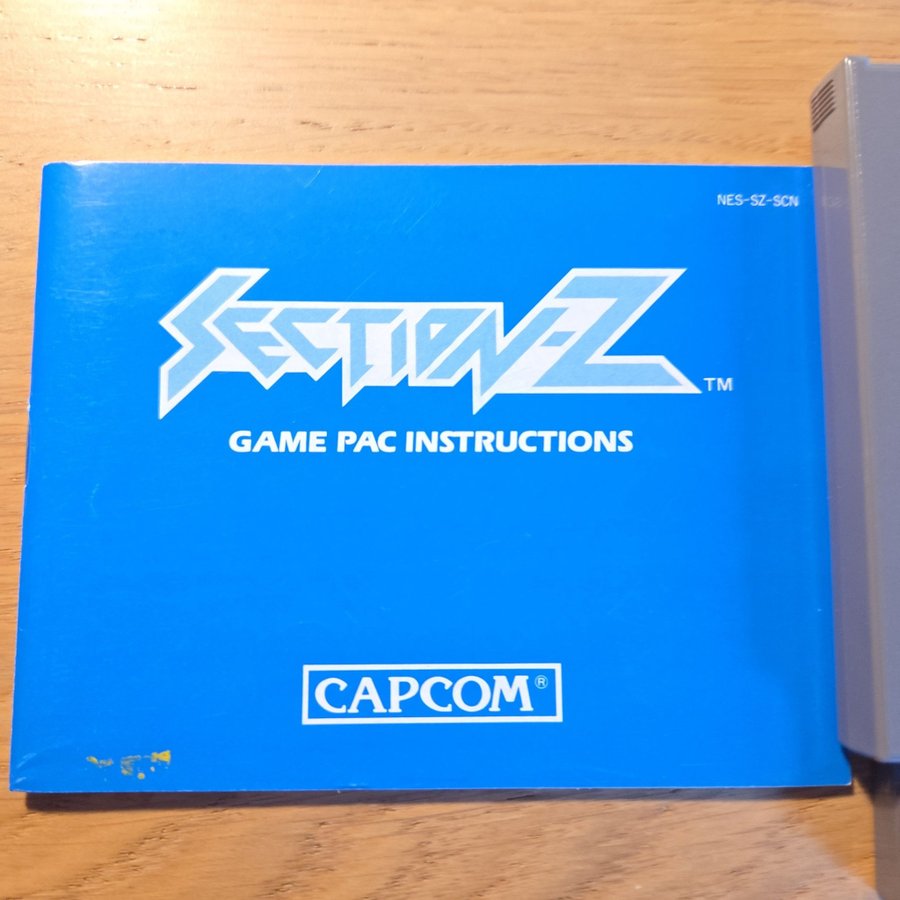 NES-SZ-SCN
SECTION-Z™
GAME PAC INSTRUCTIONS
CAPCOM®